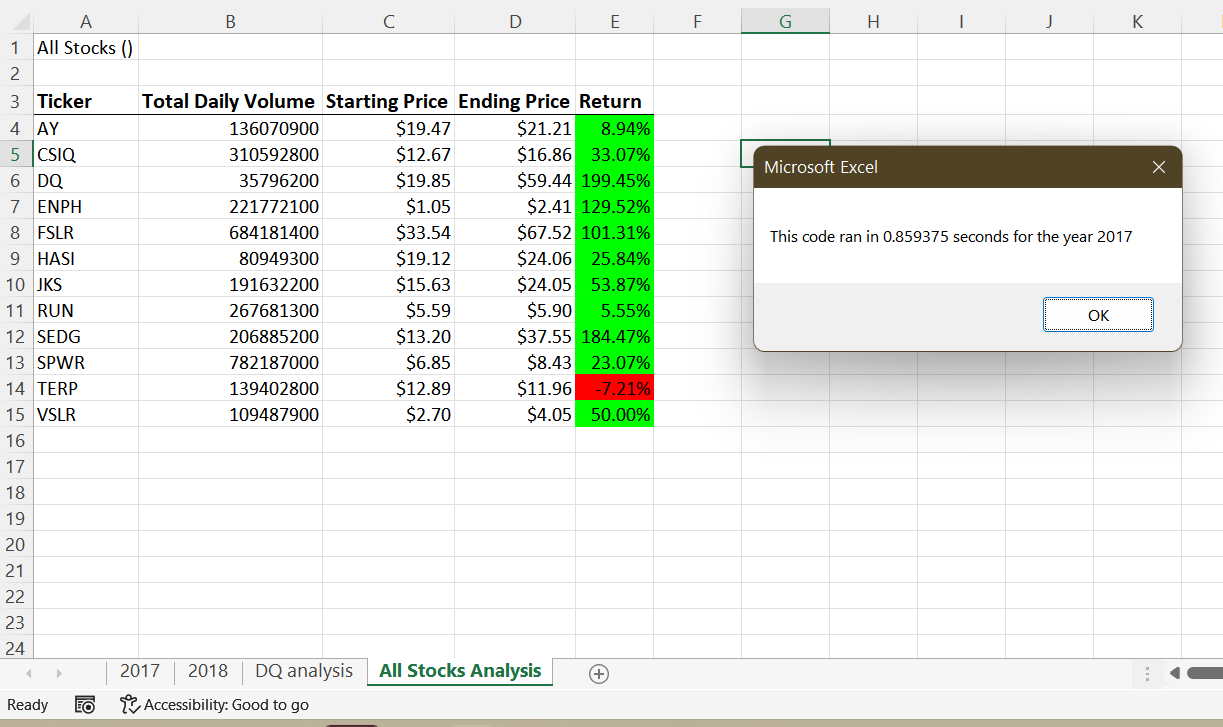 A B C D E F G H I J K
1 All Stocks ()
2
3 Ticker Total Daily Volume Starting Price Ending Price Return
4 AY 136070900 $19.47 $21.21 8.94%
5 CSIQ 310592800 $12.67 $16.86 33.07%
6 DQ 35796200 $19.85 $59.44 199.45%
7 ENPH 221772100 $1.05 $2.41 129.52%
8 FSLR 684181400 $33.54 $67.52 101.31%
9 HASI 80949300 $19.12 $24.06 25.84%
10 JKS 191632200 $15.63 $24.05 53.87%
11 RUN 267681300 $5.59 $5.90 5.55%
12 SEDG 206885200 $13.20 $37.55 184.47%
13 SPWR 782187000 $6.85 $8.43 23.07%
14 TERP 139402800 $12.89 $11.96 -7.21%
15 VSLR 109487900 $2.70 $4.05 50.00%
16
17
18
19
20
21
22
23
24
Microsoft Excel
This code ran in 0.859375 seconds for the year 2017
OK
2017 2018 DQ analysis All Stocks Analysis
Ready Accessibility: Good to go